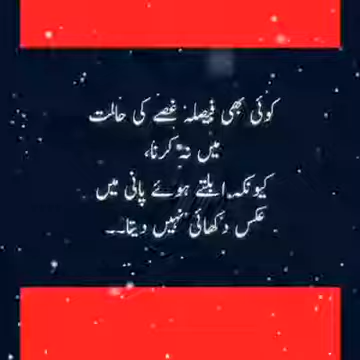 کوئی بھی فیصلہ غصے کی حالت
میں نہ کرنا،
کیونکہ ابلتے ہوئے پانی میں
عکس دکھائی نہیں دیتا۔۔